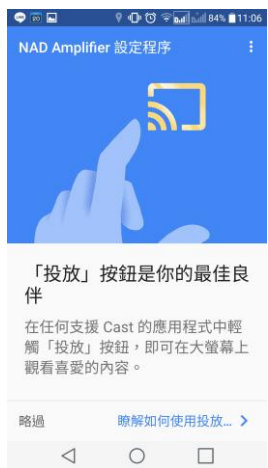 20 84% 11:06
NAD Amplifier 設定程序
「投放」按鈕是你的最佳良
伴
在任何支援 Cast 的應用程式中輕
觸「投放」按鈕，即可在大螢幕上
觀看喜愛的內容。
略過 瞭解如何使用投放...